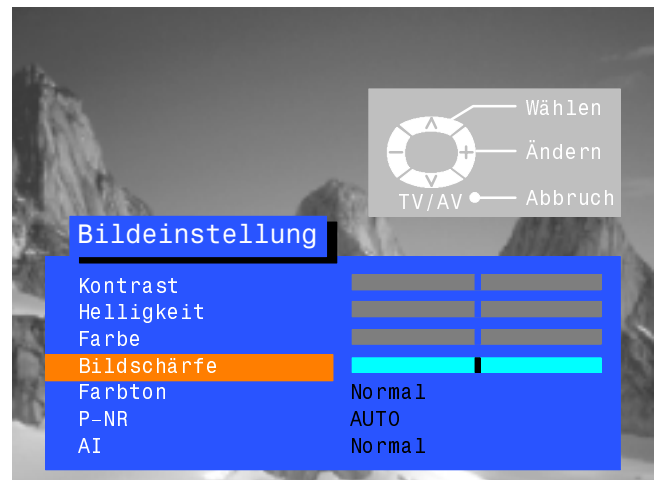 Wählen
Ändern
TV/AV Abbruch
Bildeinstellung
Kontrast
Helligkeit
Farbe
Bildschärfe
Farbton Normal
P-NR AUTO
AI Normal